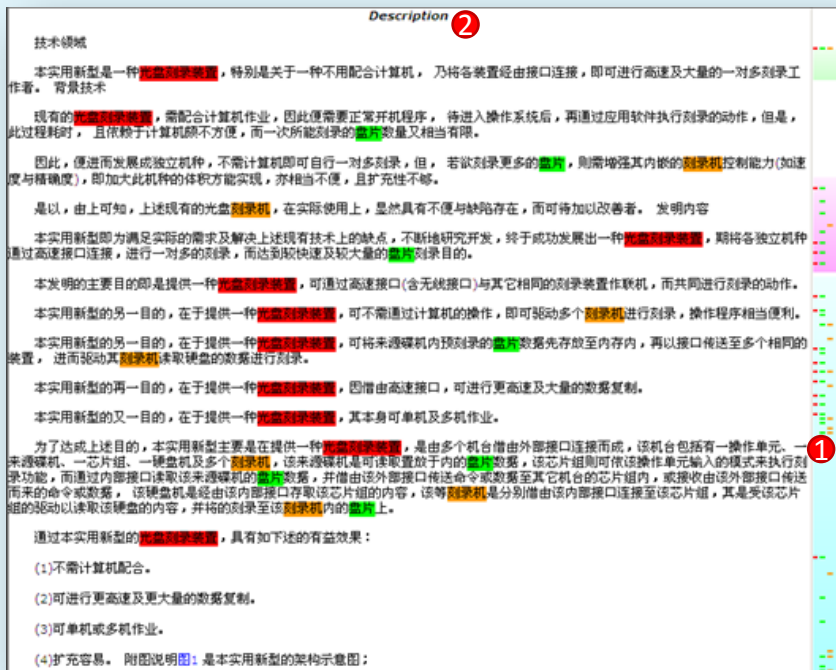 Description
2
技术领域
本实用新型是一种光盘刻录装置，特别是关于一种不用配合计算机， 乃将各装置经由接口连接，即可进行高速及大量的一对多刻录工
作者。 背景技术
现有的光盘刻录装置，需配合计算机作业，因此便需要正常开机程序， 待进入操作系统后，再通过应用软件执行刻录的动作，但是，
此过程耗时， 且依赖于计算机颇不方便，而一次所能刻录的盘片数量又相当有限。
因此，便进而发展成独立机种，不需计算机即可自行一对多刻录，但， 若欲刻录更多的盘片，则需增强其内嵌的刻录机控制能力(如速
度与精确度)，即加大此机种的体积方能实现，亦相当不便，且扩充性不够。
是以，由上可知，上述现有的光盘刻录机，在实际使用上，显然具有不便与缺陷存在，而可待加以改善者。 发明内容
本实用新型即为满足实际的需求及解决上述现有技术上的缺点，不断地研究开发，终于成功发展出一种光盘刻录装置，期将各独立机种
通过高速接口连接，进行一对多的刻录，而达到较快速及较大量的盘片刻录目的。
本发明的主要目的即是提供一种光盘刻录装置，可通过高速接口(含无线接口)与其它相同的刻录装置作联机，而共同进行刻录的动作。
本实用新型的另一目的，在于提供一种光盘刻录装置，可不需通过计算机的操作，即可驱动多个刻录机进行刻录，操作程序相当便利。
本实用新型的另一目的，在于提供一种光盘刻录装置，可将来源碟机内预刻录的盘片数据先存放至内存内，再以接口传送至多个相同的
装置， 进而驱动其刻录机读取硬盘的数据进行刻录。
本实用新型的再一目的，在于提供一种光盘刻录装置，因借由高速接口，可进行更高速及大量的数据复制。
本实用新型的又一目的，在于提供一种光盘刻录装置，其本身可单机及多机作业。
为了达成上述目的，本实用新型主要是在提供一种光盘刻录装置，是由多个机台借由外部接口连接而成，该机台包括有一操作单元、一
来源碟机、一芯片组、一硬盘机及多个刻录机，该来源碟机是可读取置放于内的盘片数据，该芯片组则可依该操作单元输入的模式来执行刻
录功能，而通过内部接口读取该来源碟机的盘片数据，并借由该外部接口传送命令或数据至其它机台的芯片组内，或接收由该外部接口传送
而来的命令或数据， 该硬盘机是经由该内部接口存取该芯片组的内容，该等刻录机是分别借由该内部接口连接至该芯片组，其是受该芯片
组的驱动以读取该硬盘的内容，并将的刻录至该刻录机内的盘片上。
1
通过本实用新型的光盘刻录装置，具有如下述的有益效果：
(1)不需计算机配合。
(2)可进行更高速及更大量的数据复制。
(3)可单机或多机作业。
(4)扩充容易。 附图说明图1 是本实用新型的架构示意图；